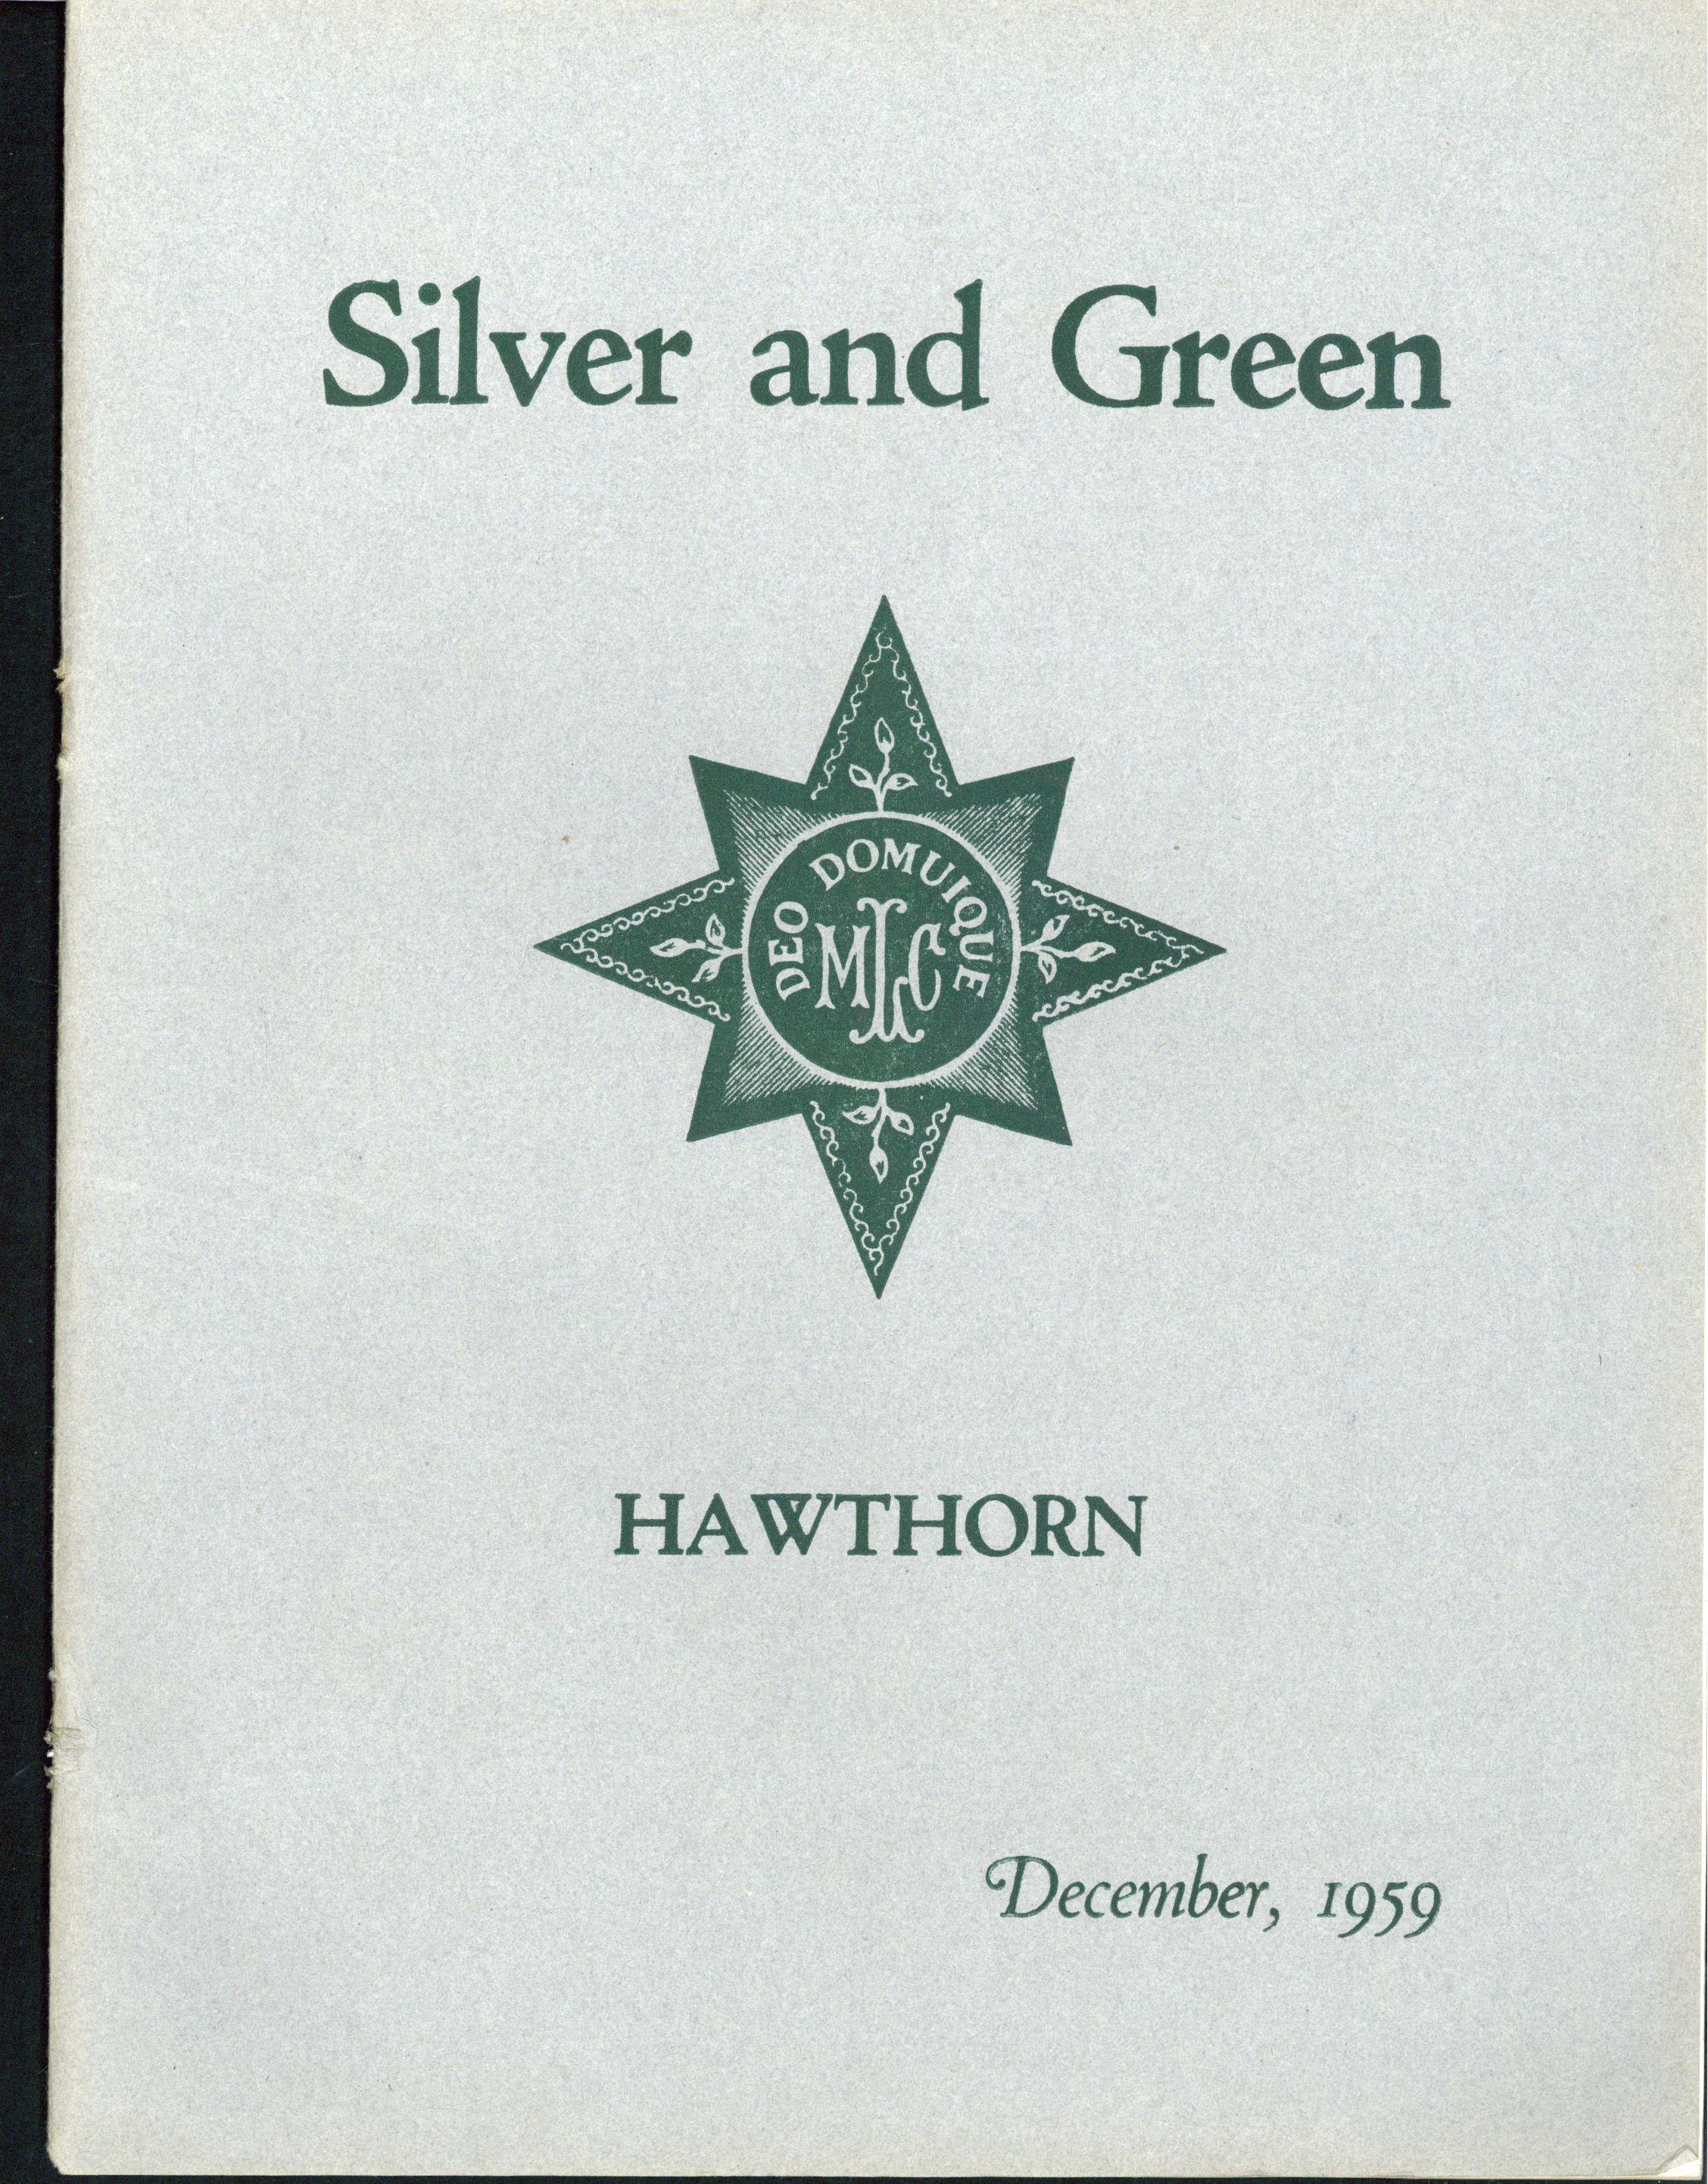 Silver and Green
DEO DOMUIQUE
MLC
HAWTHORN
December, 1959